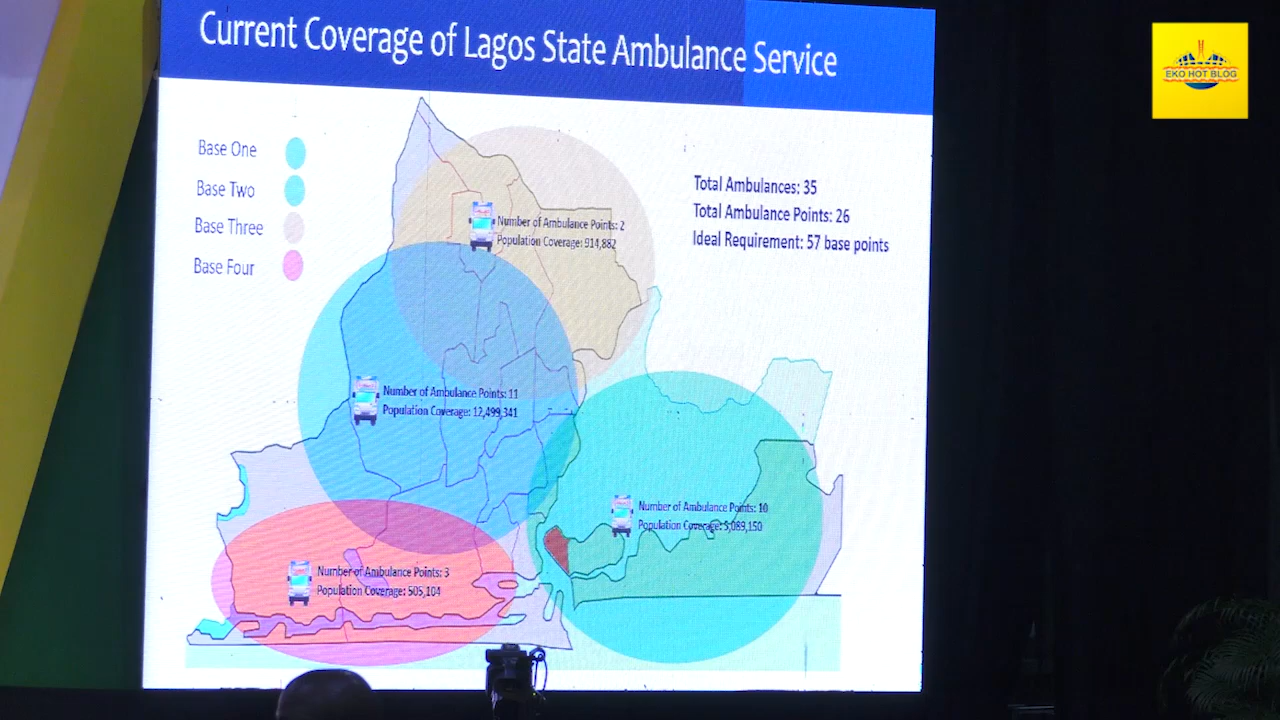 Current Coverage of Lagos State Ambulance Service
EKO HOT BLOG
Base One
Base Two
Base Three
Base Four
Total Ambulances: 35
Total Ambulance Points: 26
Ideal Requirement: 57 base points
Number of Ambulance Points: 2
Population Coverage: 914,882
Number of Ambulance Points: 11
Population Coverage: 12,499,341
Number of Ambulance Points: 10
Population Coverage: 5,089,150
Number of Ambulance Points: 3
Population Coverage: 505,104